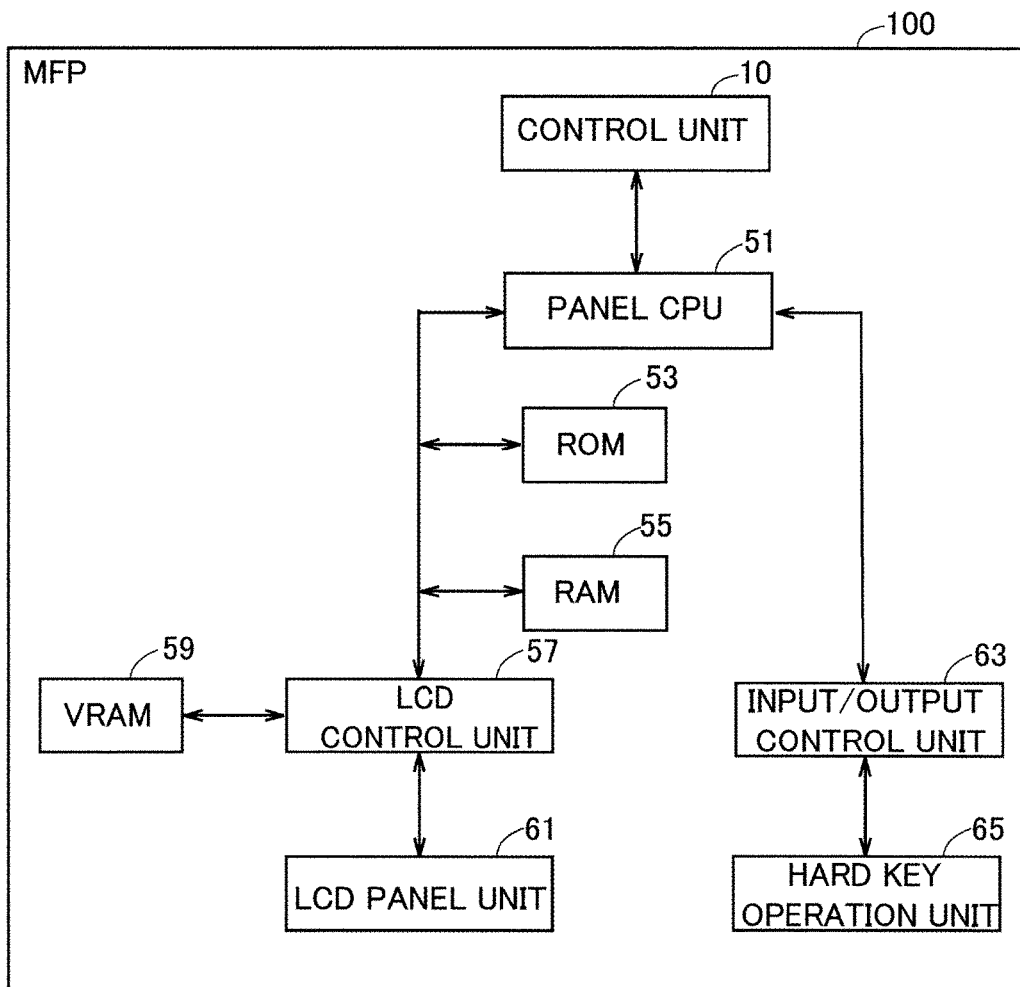 100
MFP
10
CONTROL UNIT
51
PANEL CPU
53
ROM
55
RAM
59
VRAM
57
LCD
CONTROL UNIT
63
INPUT/OUTPUT
CONTROL UNIT
61
LCD PANEL UNIT
65
HARD KEY
OPERATION UNIT